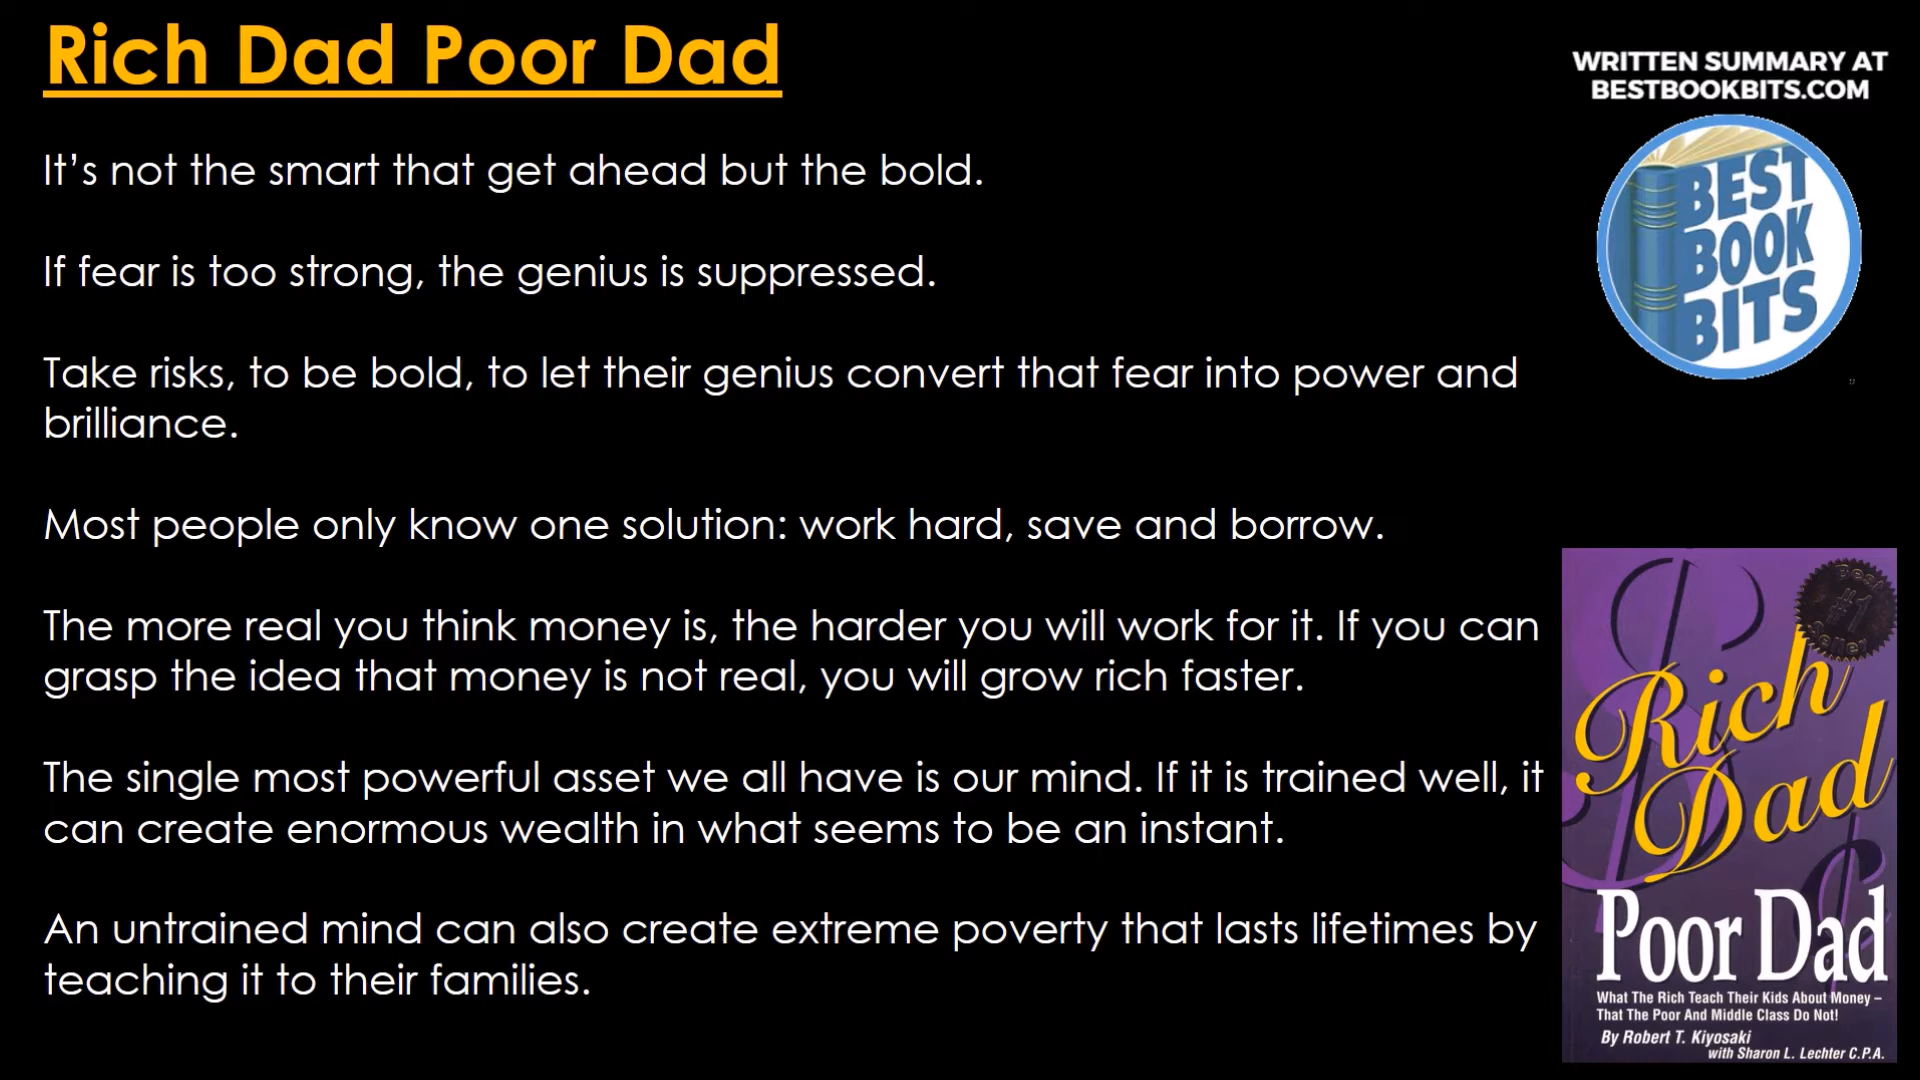 Rich Dad Poor Dad
It’s not the smart that get ahead but the bold.
If fear is too strong, the genius is suppressed.
Take risks, to be bold, to let their genius convert that fear into power and
brilliance.
Most people only know one solution: work hard, save and borrow.
The more real you think money is, the harder you will work for it. If you can
grasp the idea that money is not real, you will grow rich faster.
The single most powerful asset we all have is our mind. If it is trained well, it
can create enormous wealth in what seems to be an instant.
An untrained mind can also create extreme poverty that lasts lifetimes by
teaching it to their families.
WRITTEN SUMMARY AT
BESTBOOKBITS.COM
BEST
BOOK
BITS
Best
#1
Seller
Rich
Dad
Poor Dad
What The Rich Teach Their Kids About Money –
That The Poor And Middle Class Do Not!
By Robert T. Kiyosaki
with Sharon L. Lechter C.P.A.